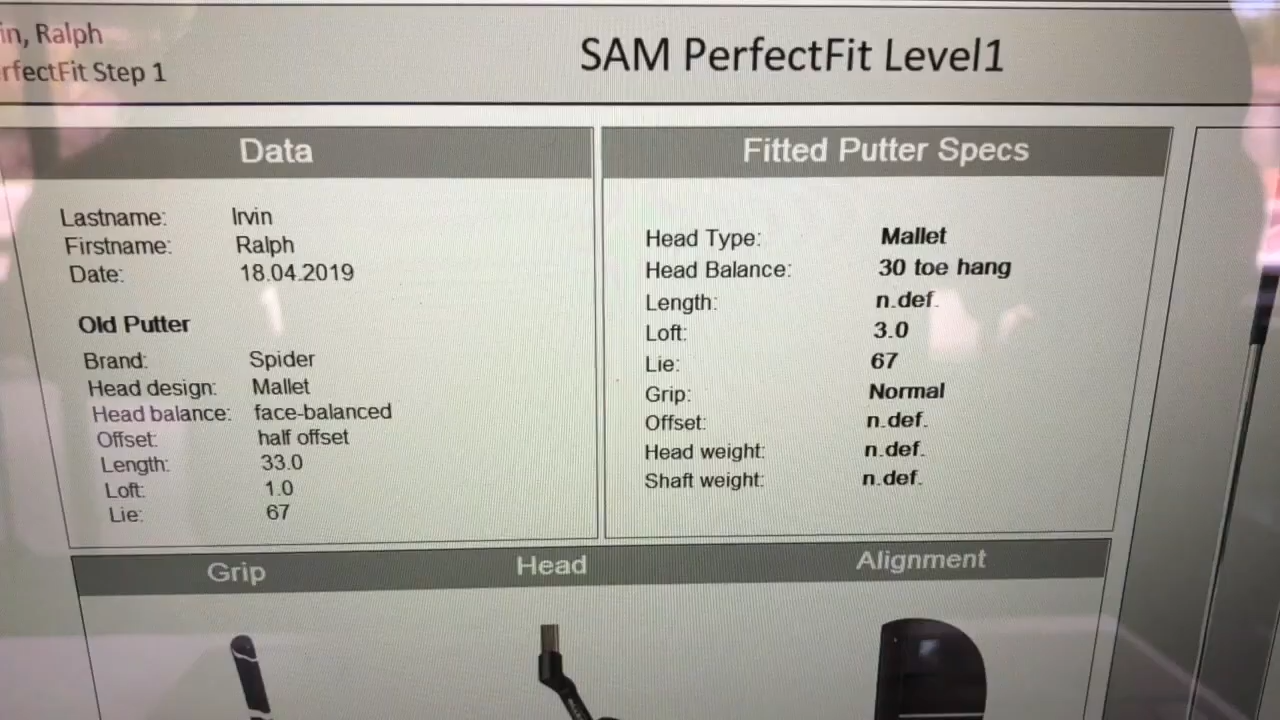 in, Ralph
rfectFit Step 1
SAM PerfectFit Level1
Data
Lastname: Irvin
Firstname: Ralph
Date: 18.04.2019
Old Putter
Brand: Spider
Head design: Mallet
Head balance: face-balanced
Offset: half offset
Length: 33.0
Loft: 1.0
Lie: 67
Fitted Putter Specs
Head Type: Mallet
Head Balance: 30 toe hang
Length: n.def.
Loft: 3.0
Lie: 67
Grip: Normal
Offset: n.def.
Head weight: n.def.
Shaft weight: n.def.
Grip
Head
Alignment